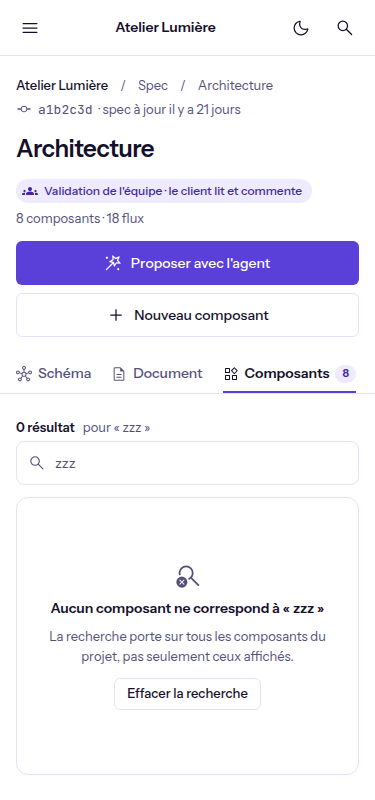 Atelier Lumière
Atelier Lumière / Spec / Architecture
a1b2c3d · spec à jour il y a 21 jours
Architecture
Validation de l'équipe · le client lit et commente
8 composants · 18 flux
Proposer avec l'agent
Nouveau composant
Schéma Document Composants 8
0 résultat pour « zzz »
zzz
Aucun composant ne correspond à « zzz »
La recherche porte sur tous les composants du
projet, pas seulement ceux affichés.
Effacer la recherche